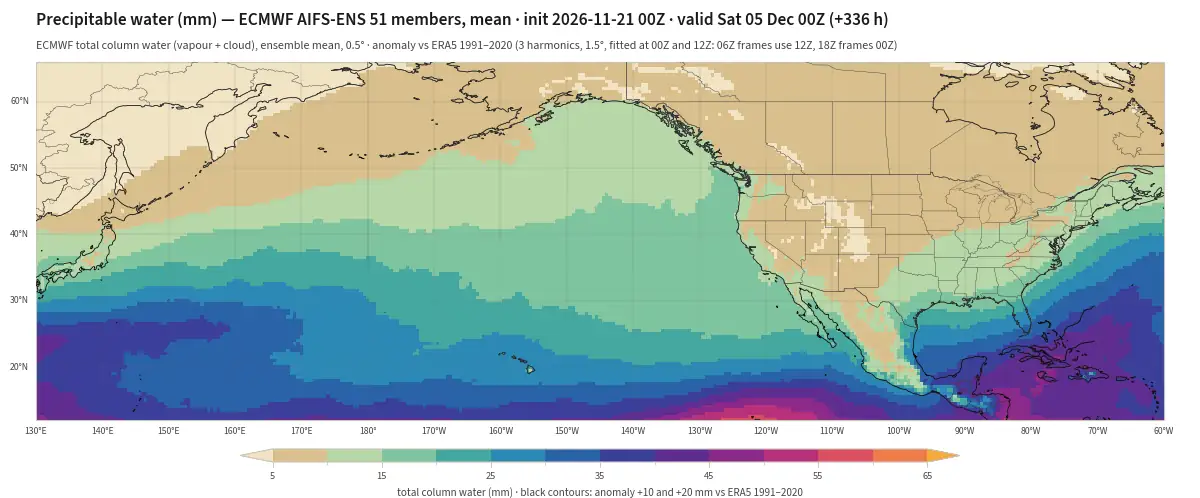 Precipitable water (mm) — ECMWF AIFS-ENS 51 members, mean · init 2026-11-21 00Z · valid Sat 05 Dec 00Z (+336 h)
ECMWF total column water (vapour + cloud), ensemble mean, 0.5° · anomaly vs ERA5 1991–2020 (3 harmonics, 1.5°, fitted at 00Z and 12Z: 06Z frames use 12Z, 18Z frames 00Z)
60°N
50°N
40°N
30°N
20°N
130°E 140°E 150°E 160°E 170°E 180° 170°W 160°W 150°W 140°W 130°W 120°W 110°W 100°W 90°W 80°W 70°W 60°W
5 15 25 35 45 55 65
total column water (mm) · black contours: anomaly +10 and +20 mm vs ERA5 1991–2020